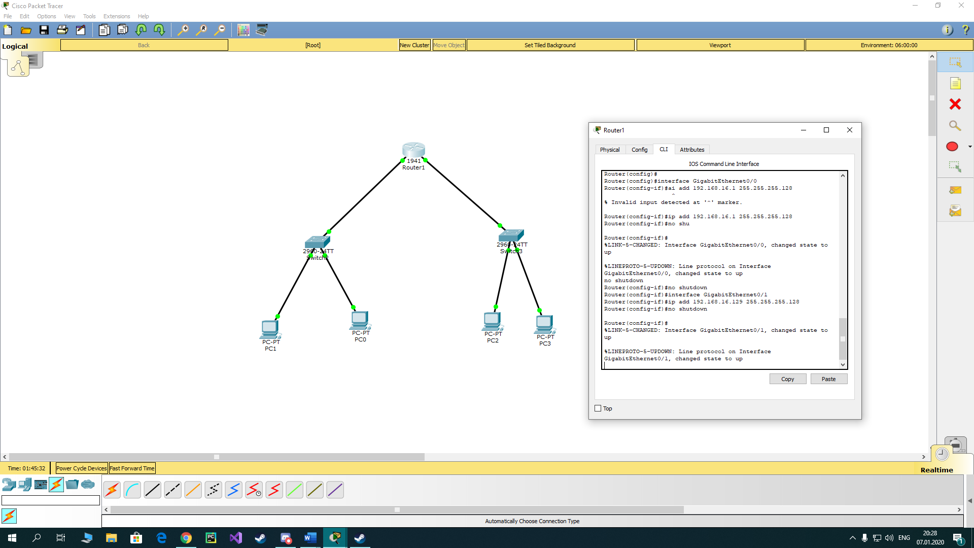 Cisco Packet Tracer
File Edit Options View Tools Extensions Help
Logical
Back
[Root]
New Cluster
Move Object
Set Tiled Background
Viewport
Environment: 06:00:00
1941
Router1
2960-24TT
2960-24TT
PC-PT
PC1
PC-PT
PC0
PC-PT
PC2
PC-PT
PC3
Router1
Physical Config CLI Attributes
IOS Command Line Interface
Router(config)#
Router(config)#interface GigabitEthernet0/0
Router(config-if)#ai add 192.168.16.1 255.255.255.128
^
% Invalid input detected at '^' marker.
Router(config-if)#ip add 192.168.16.1 255.255.255.128
Router(config-if)#no shu
Router(config-if)#
%LINK-5-CHANGED: Interface GigabitEthernet0/0, changed state to
up
%LINEPROTO-5-UPDOWN: Line protocol on Interface
GigabitEthernet0/0, changed state to up
no shutdown
Router(config-if)#no shutdown
Router(config-if)#interface GigabitEthernet0/1
Router(config-if)#ip add 192.168.16.129 255.255.255.128
Router(config-if)#no shutdown
Router(config-if)#
%LINK-5-CHANGED: Interface GigabitEthernet0/1, changed state to
up
%LINEPROTO-5-UPDOWN: Line protocol on Interface
GigabitEthernet0/1, changed state to up
Copy
Paste
Top
Time: 01:45:32
Power Cycle Devices
Fast Forward Time
Realtime
Automatically Choose Connection Type
ENG
20:28
07.01.2020